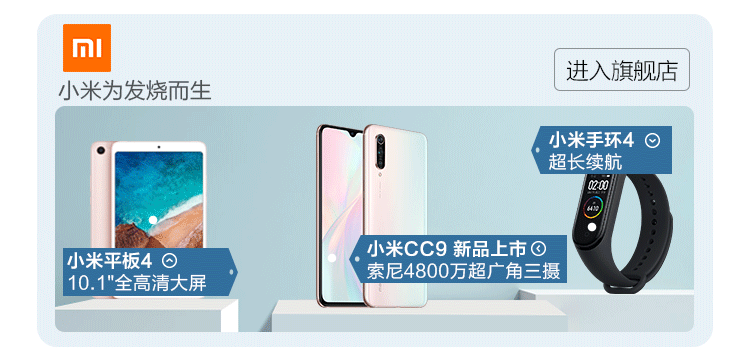 mi
小米为发烧而生
进入旗舰店
小米手环4
超长续航
02:00
小米平板4
10.1"全高清大屏
小米CC9 新品上市
索尼4800万超广角三摄